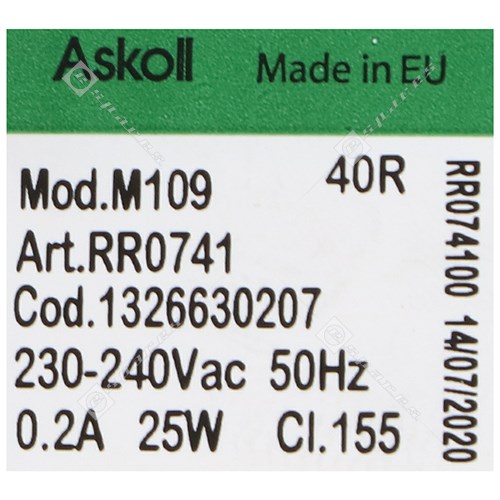 Askoll Made in EU
Mod.M109 40R
Art.RR0741
Cod.1326630207
230-240Vac 50Hz
0.2A 25W Cl.155
RR074100 14/07/2020